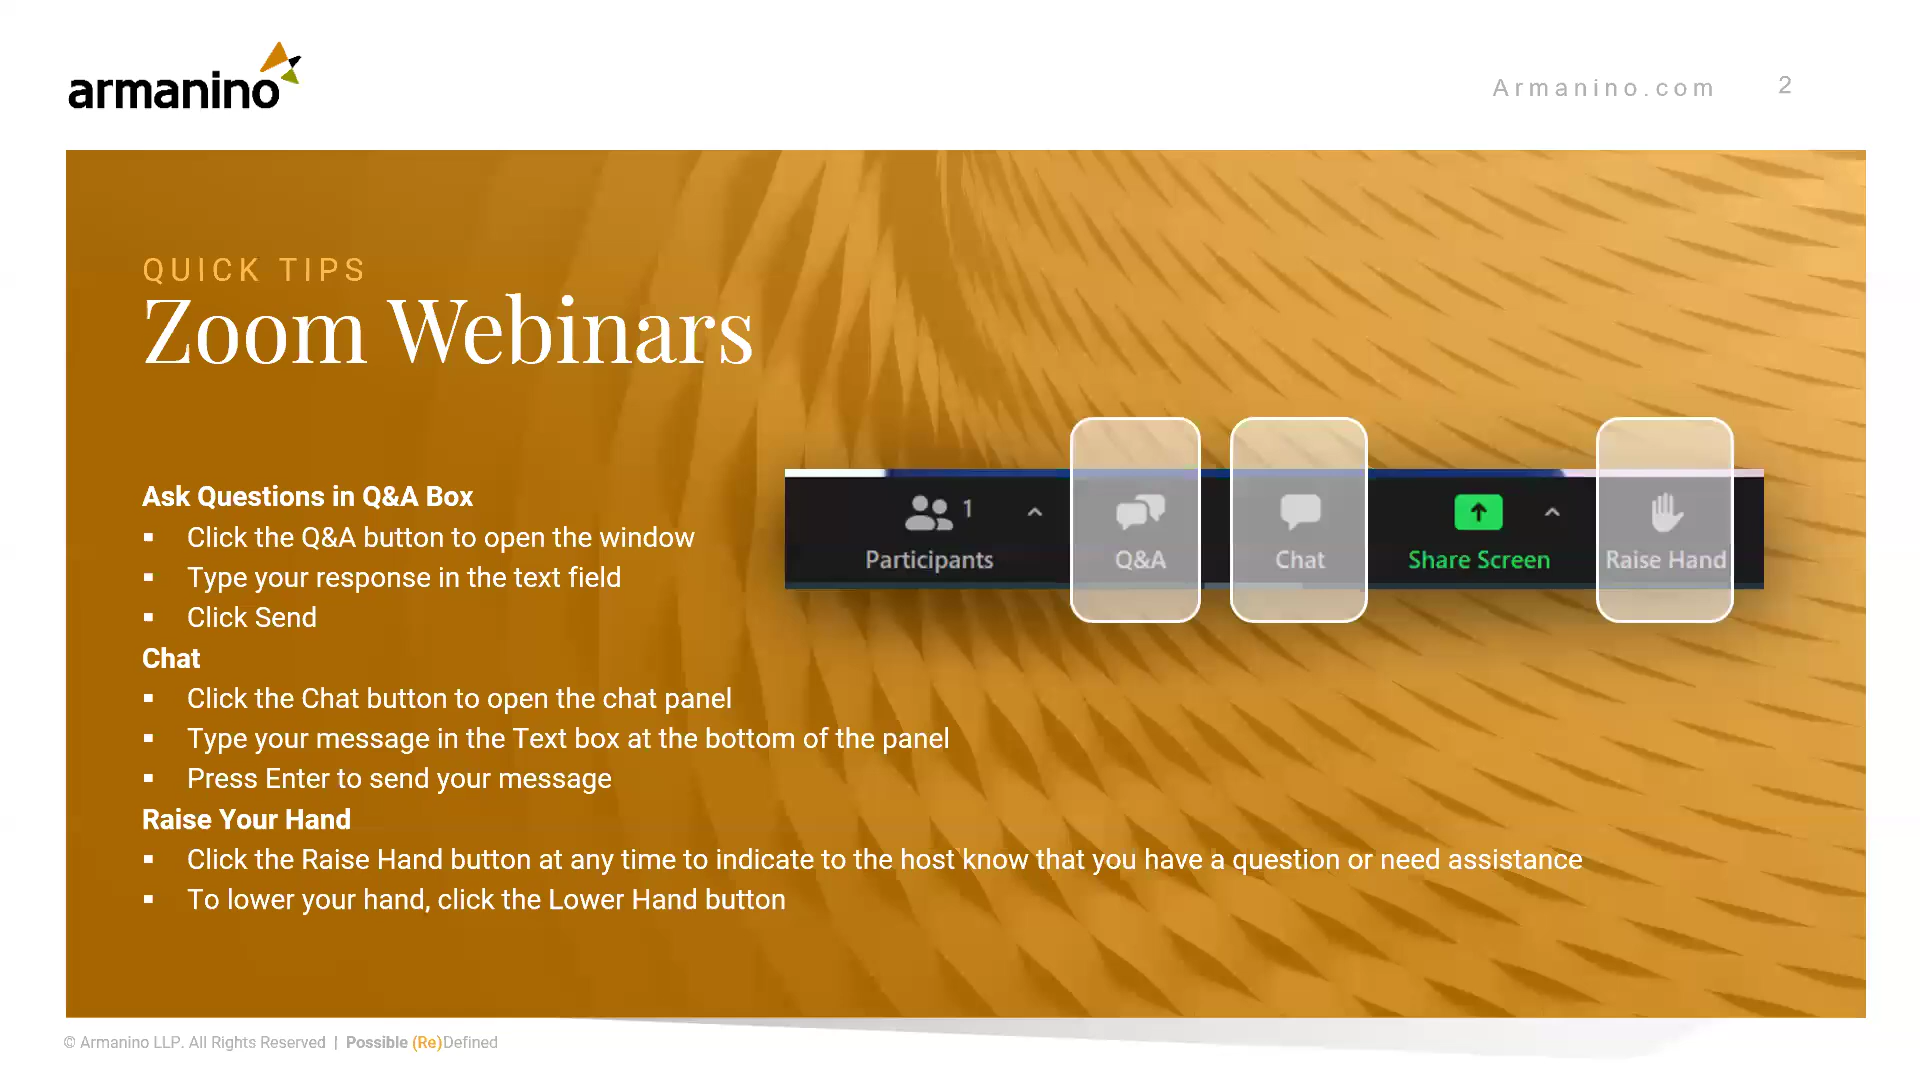 armanino
Armanino.com 2
QUICK TIPS
Zoom Webinars
Ask Questions in Q&A Box
▪ Click the Q&A button to open the window
▪ Type your response in the text field
▪ Click Send
Chat
▪ Click the Chat button to open the chat panel
▪ Type your message in the Text box at the bottom of the panel
▪ Press Enter to send your message
Raise Your Hand
▪ Click the Raise Hand button at any time to indicate to the host know that you have a question or need assistance
▪ To lower your hand, click the Lower Hand button
1
Participants Q&A Chat Share Screen Raise Hand
© Armanino LLP. All Rights Reserved | Possible (Re)Defined